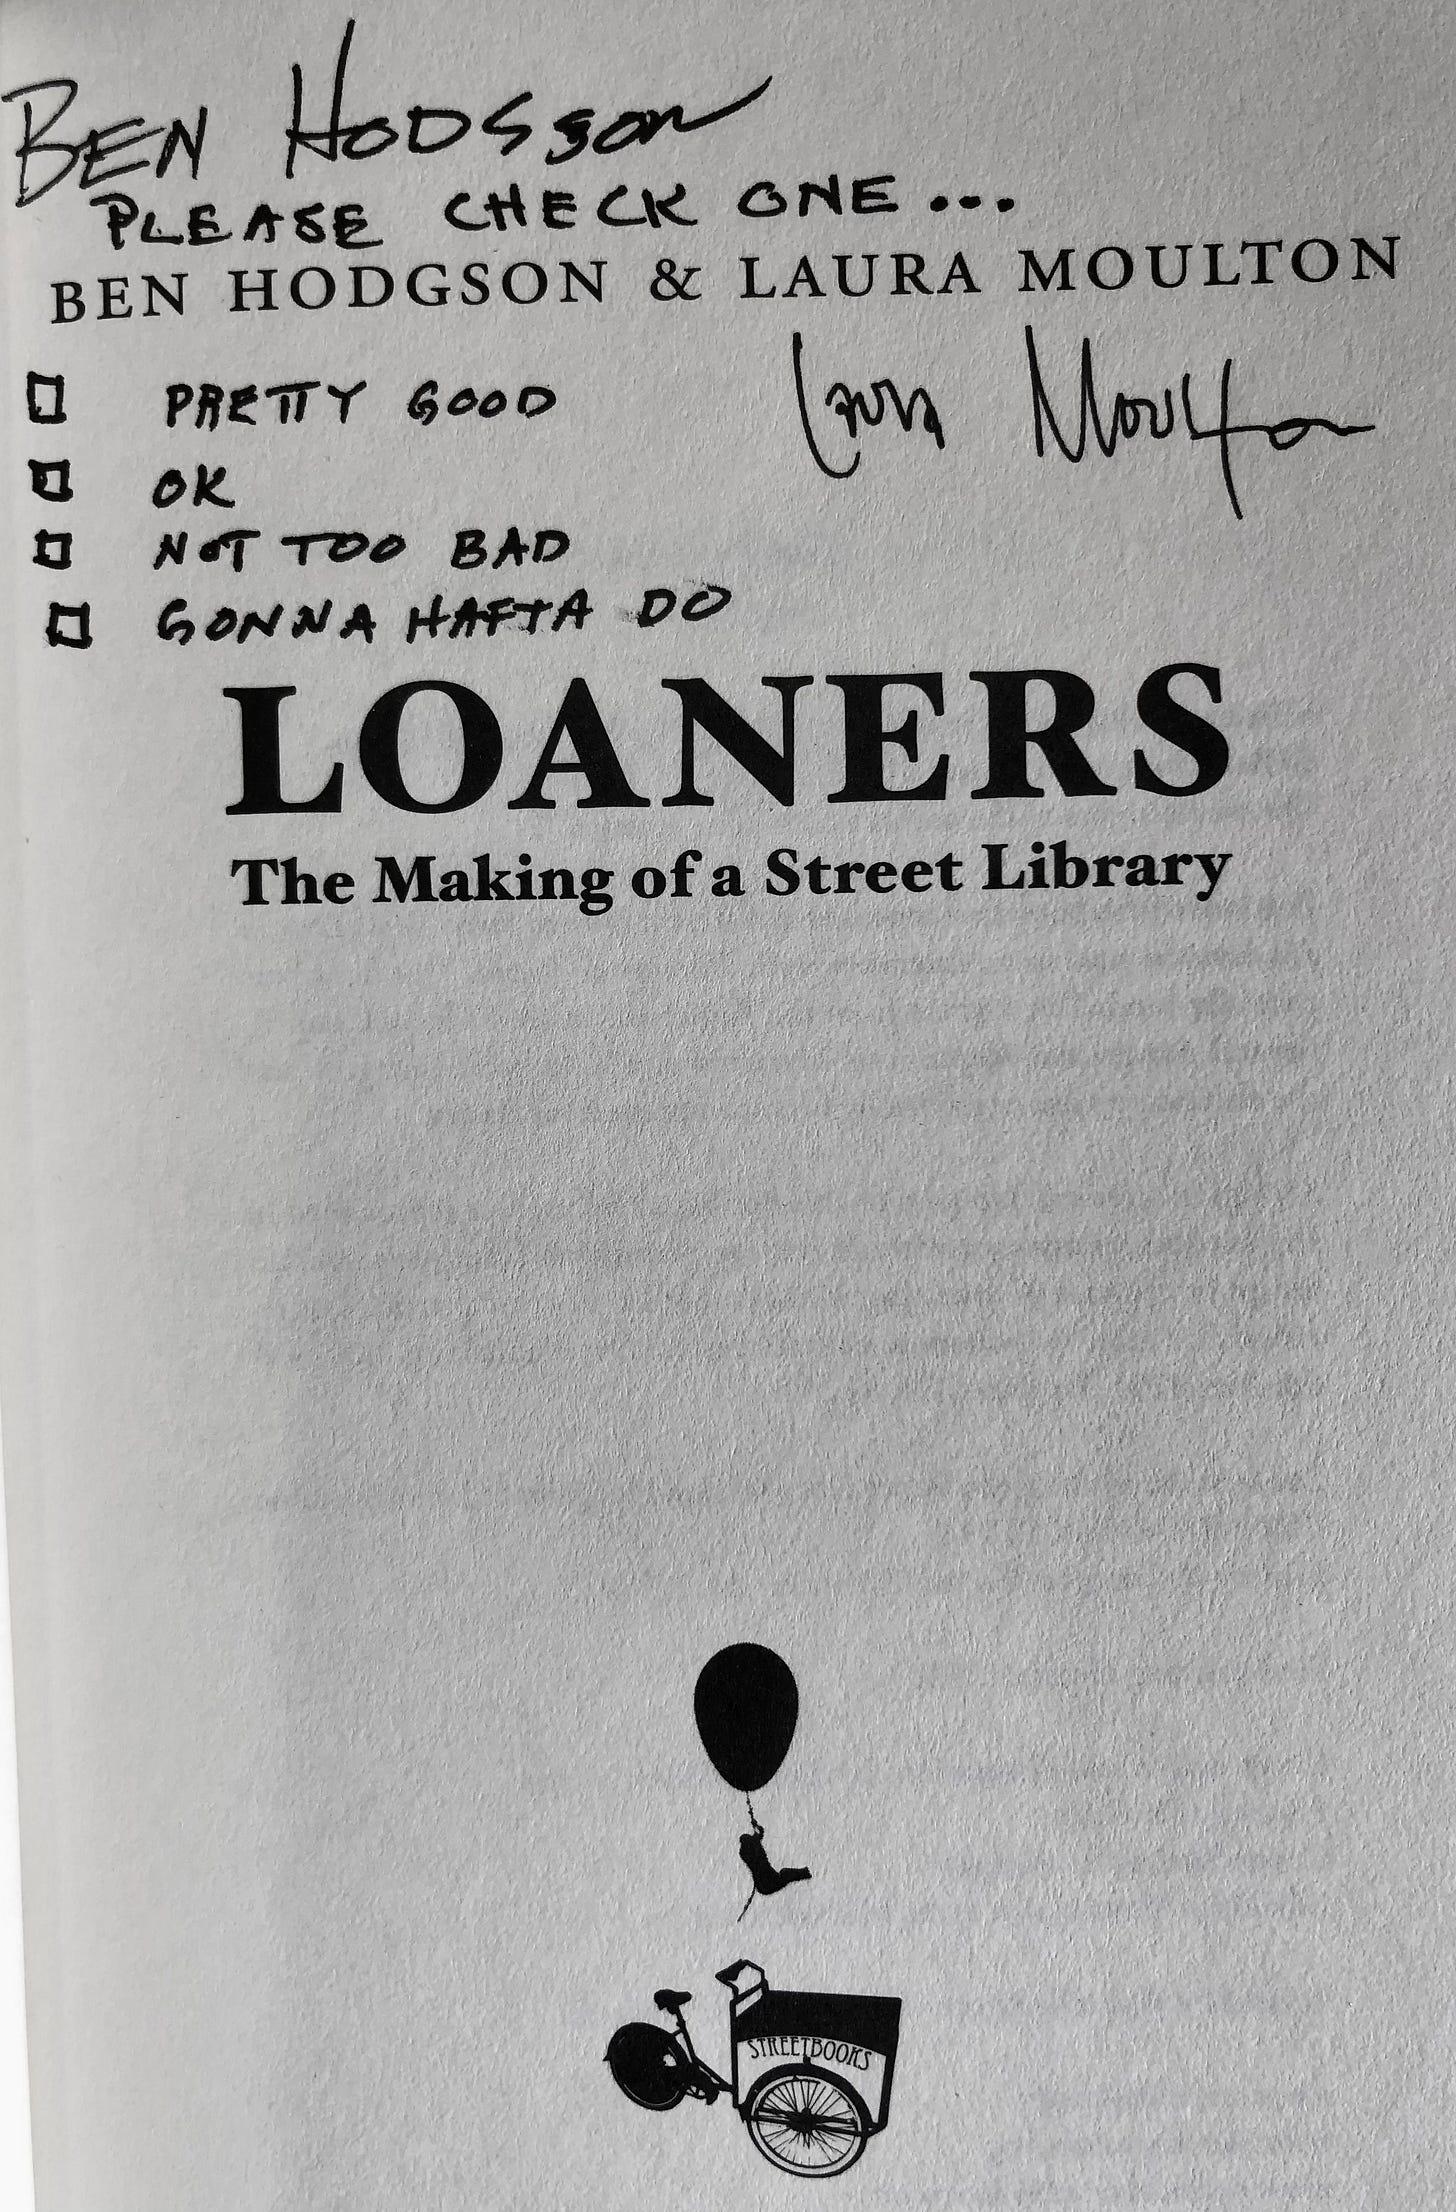 BEN HODGSON
PLEASE CHECK ONE...
BEN HODGSON & LAURA MOULTON
Laura Moulton
PRETTY GOOD
OK
NOT TOO BAD
GONNA HAFTA DO
LOANERS
The Making of a Street Library
STREETBOOKS